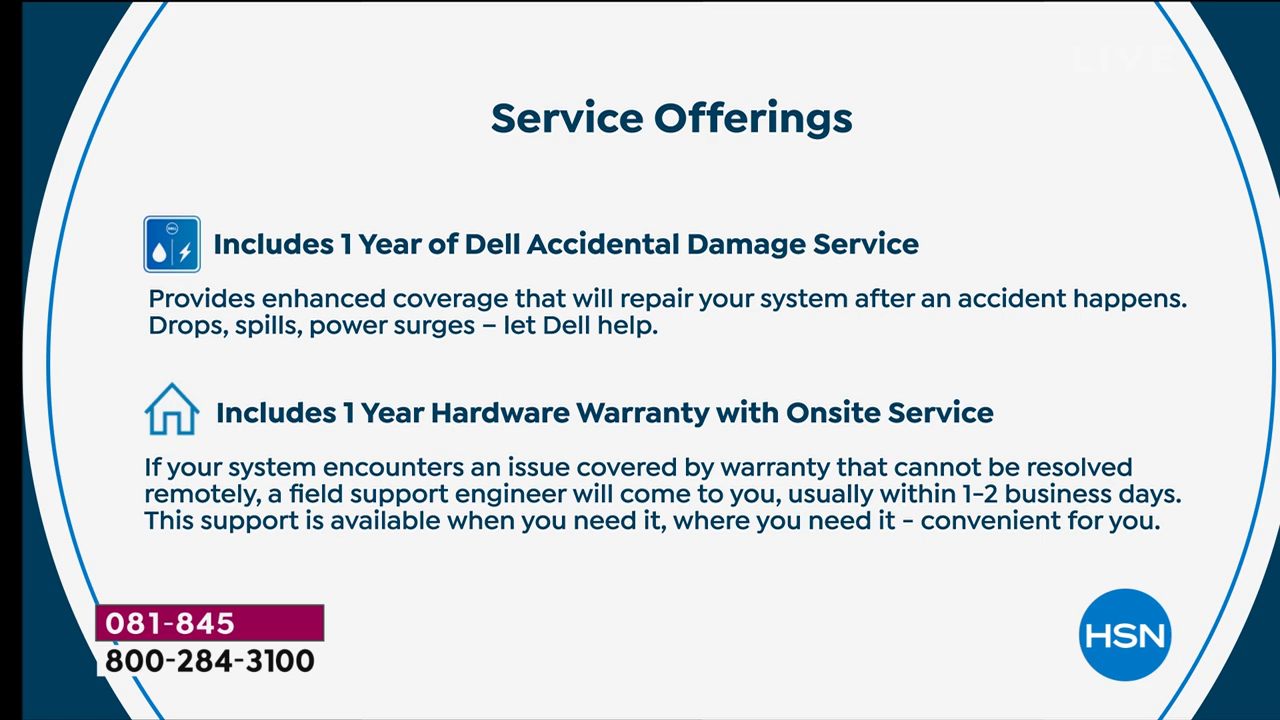 LIVE
Service Offerings
DELL
Includes 1 Year of Dell Accidental Damage Service
Provides enhanced coverage that will repair your system after an accident happens.
Drops, spills, power surges – let Dell help.
Includes 1 Year Hardware Warranty with Onsite Service
If your system encounters an issue covered by warranty that cannot be resolved
remotely, a field support engineer will come to you, usually within 1-2 business days.
This support is available when you need it, where you need it - convenient for you.
081-845
800-284-3100
HSN